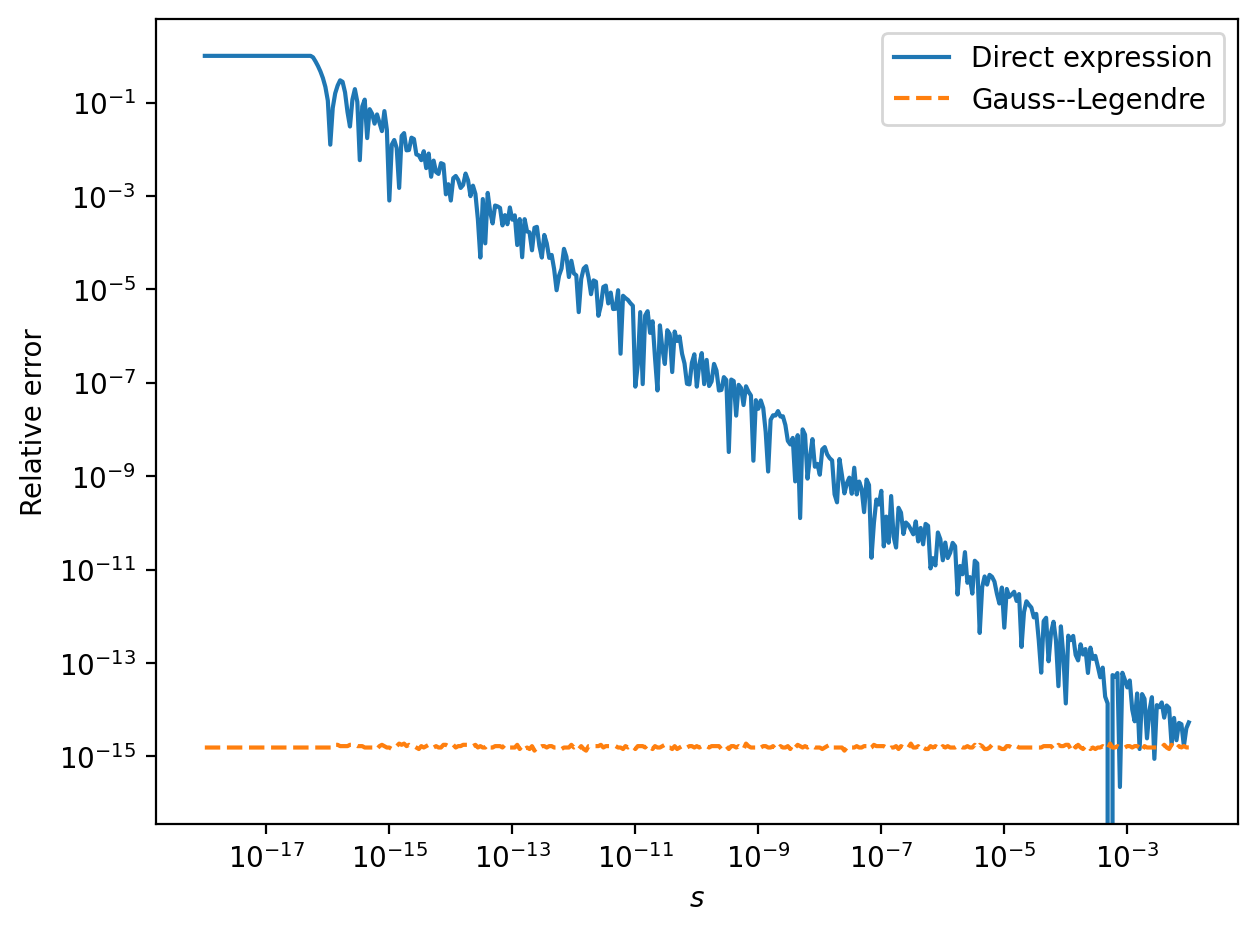 Direct expression
Gauss--Legendre
Relative error
10⁻¹
10⁻³
10⁻⁵
10⁻⁷
10⁻⁹
10⁻¹¹
10⁻¹³
10⁻¹⁵
10⁻¹⁷ 10⁻¹⁵ 10⁻¹³ 10⁻¹¹ 10⁻⁹ 10⁻⁷ 10⁻⁵ 10⁻³
s